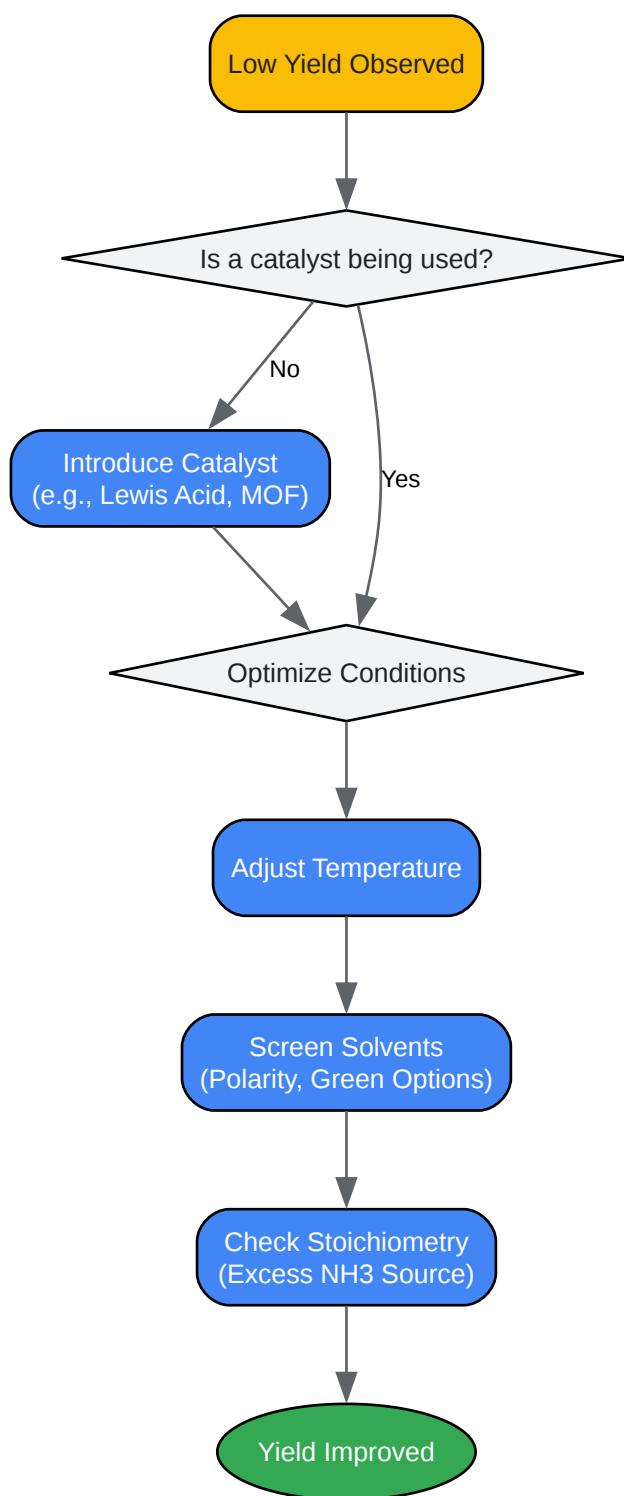 Low Yield Observed
Is a catalyst being used?
No
Introduce Catalyst
(e.g., Lewis Acid, MOF)
Yes
Optimize Conditions
Adjust Temperature
Screen Solvents
(Polarity, Green Options)
Check Stoichiometry
(Excess NH3 Source)
Yield Improved